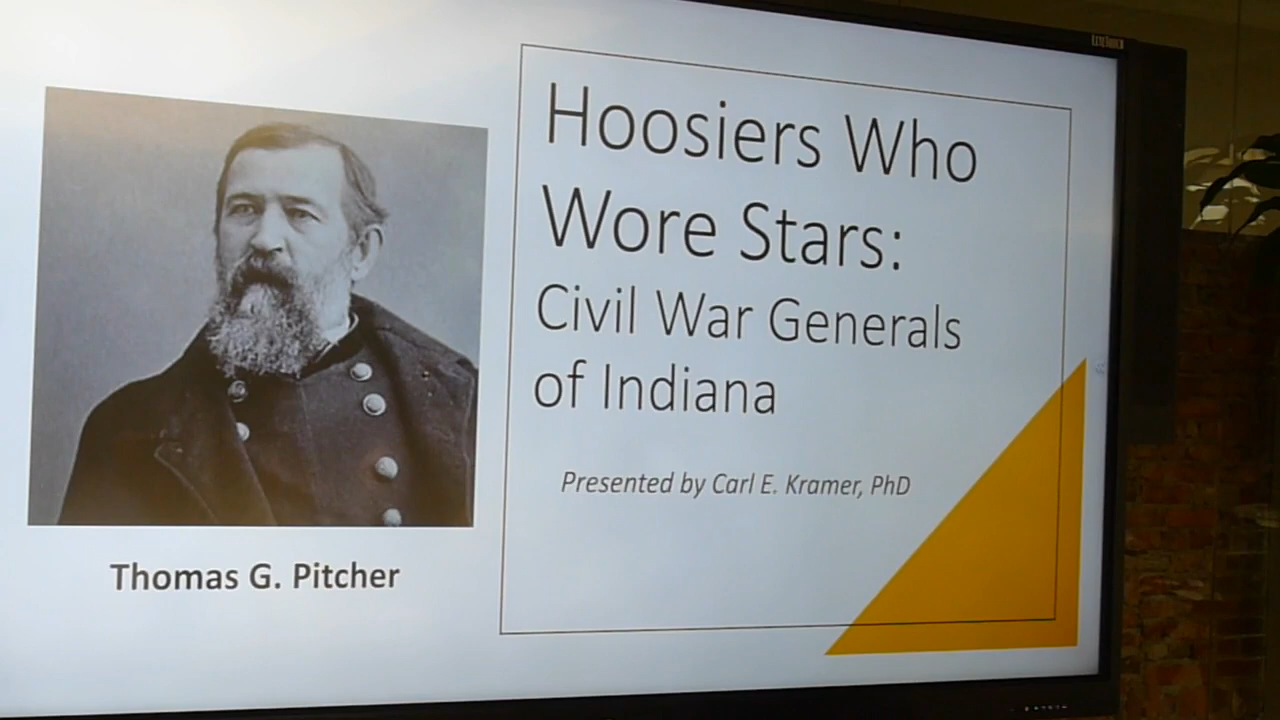 Hoosiers Who
Wore Stars:
Civil War Generals
of Indiana
Presented by Carl E. Kramer, PhD
Thomas G. Pitcher